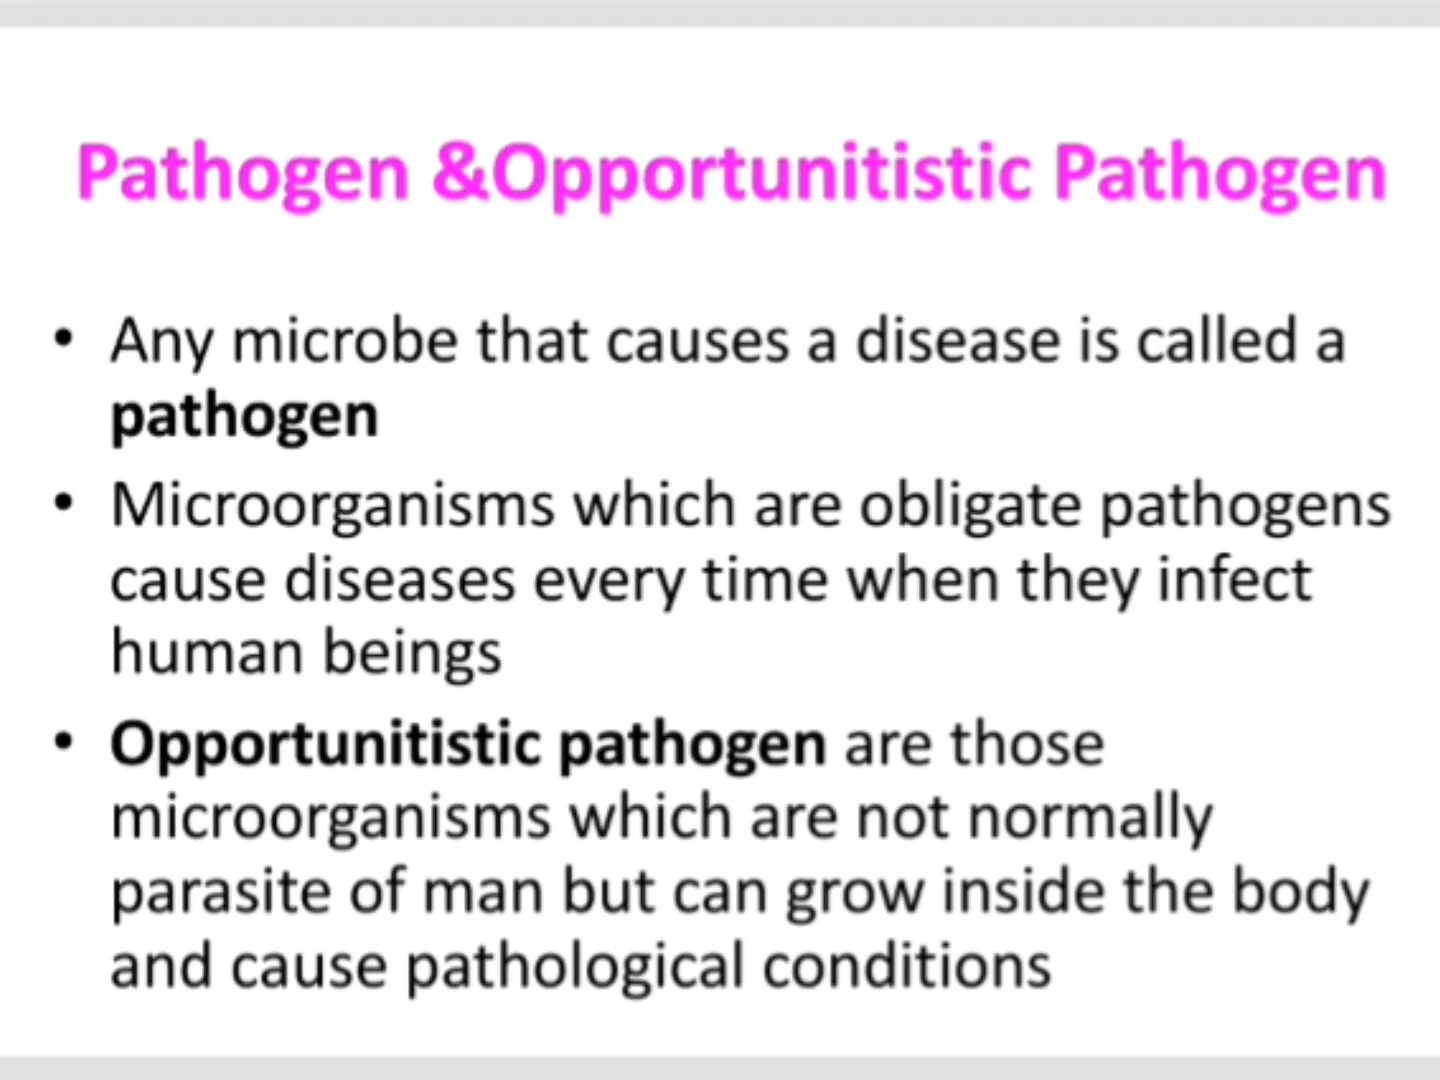 Pathogen &Opportunitistic Pathogen
• Any microbe that causes a disease is called a
pathogen
• Microorganisms which are obligate pathogens
cause diseases every time when they infect
human beings
• Opportunitistic pathogen are those
microorganisms which are not normally
parasite of man but can grow inside the body
and cause pathological conditions